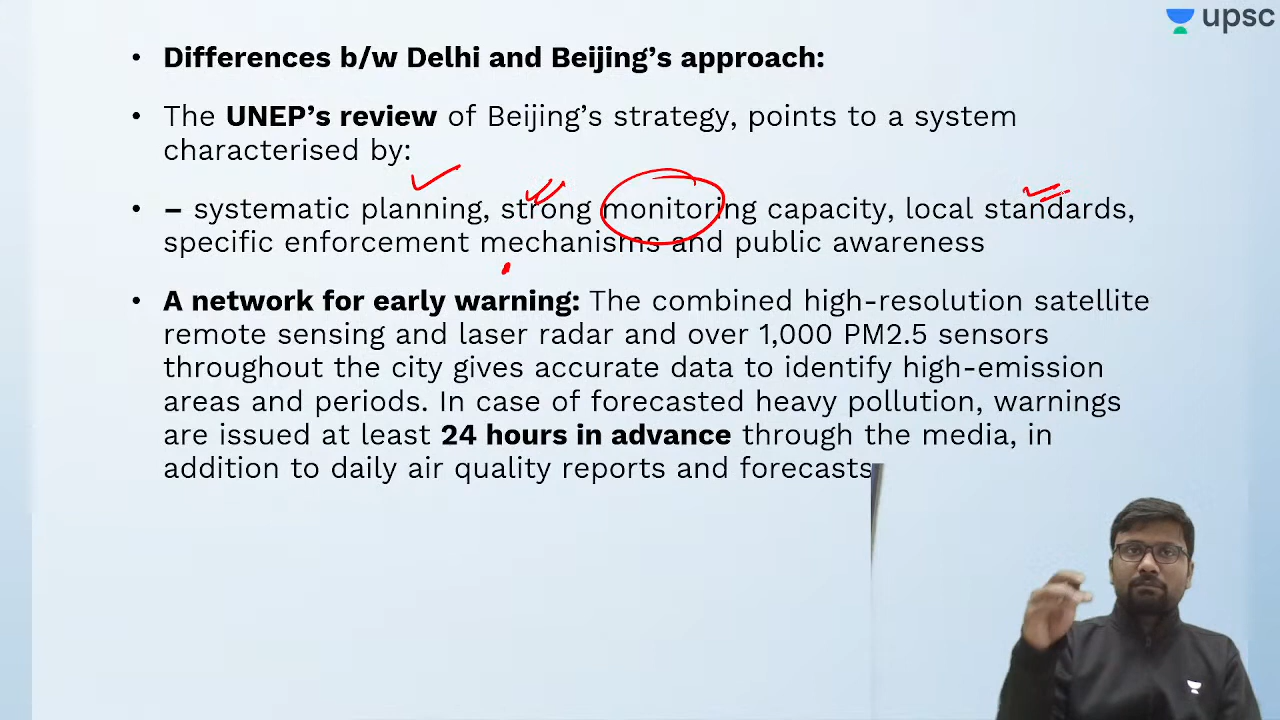 upsc
• Differences b/w Delhi and Beijing's approach:
• The UNEP's review of Beijing's strategy, points to a system
characterised by:
• – systematic planning, strong monitoring capacity, local standards,
specific enforcement mechanisms and public awareness
• A network for early warning: The combined high-resolution satellite
remote sensing and laser radar and over 1,000 PM2.5 sensors
throughout the city gives accurate data to identify high-emission
areas and periods. In case of forecasted heavy pollution, warnings
are issued at least 24 hours in advance through the media, in
addition to daily air quality reports and forecasts